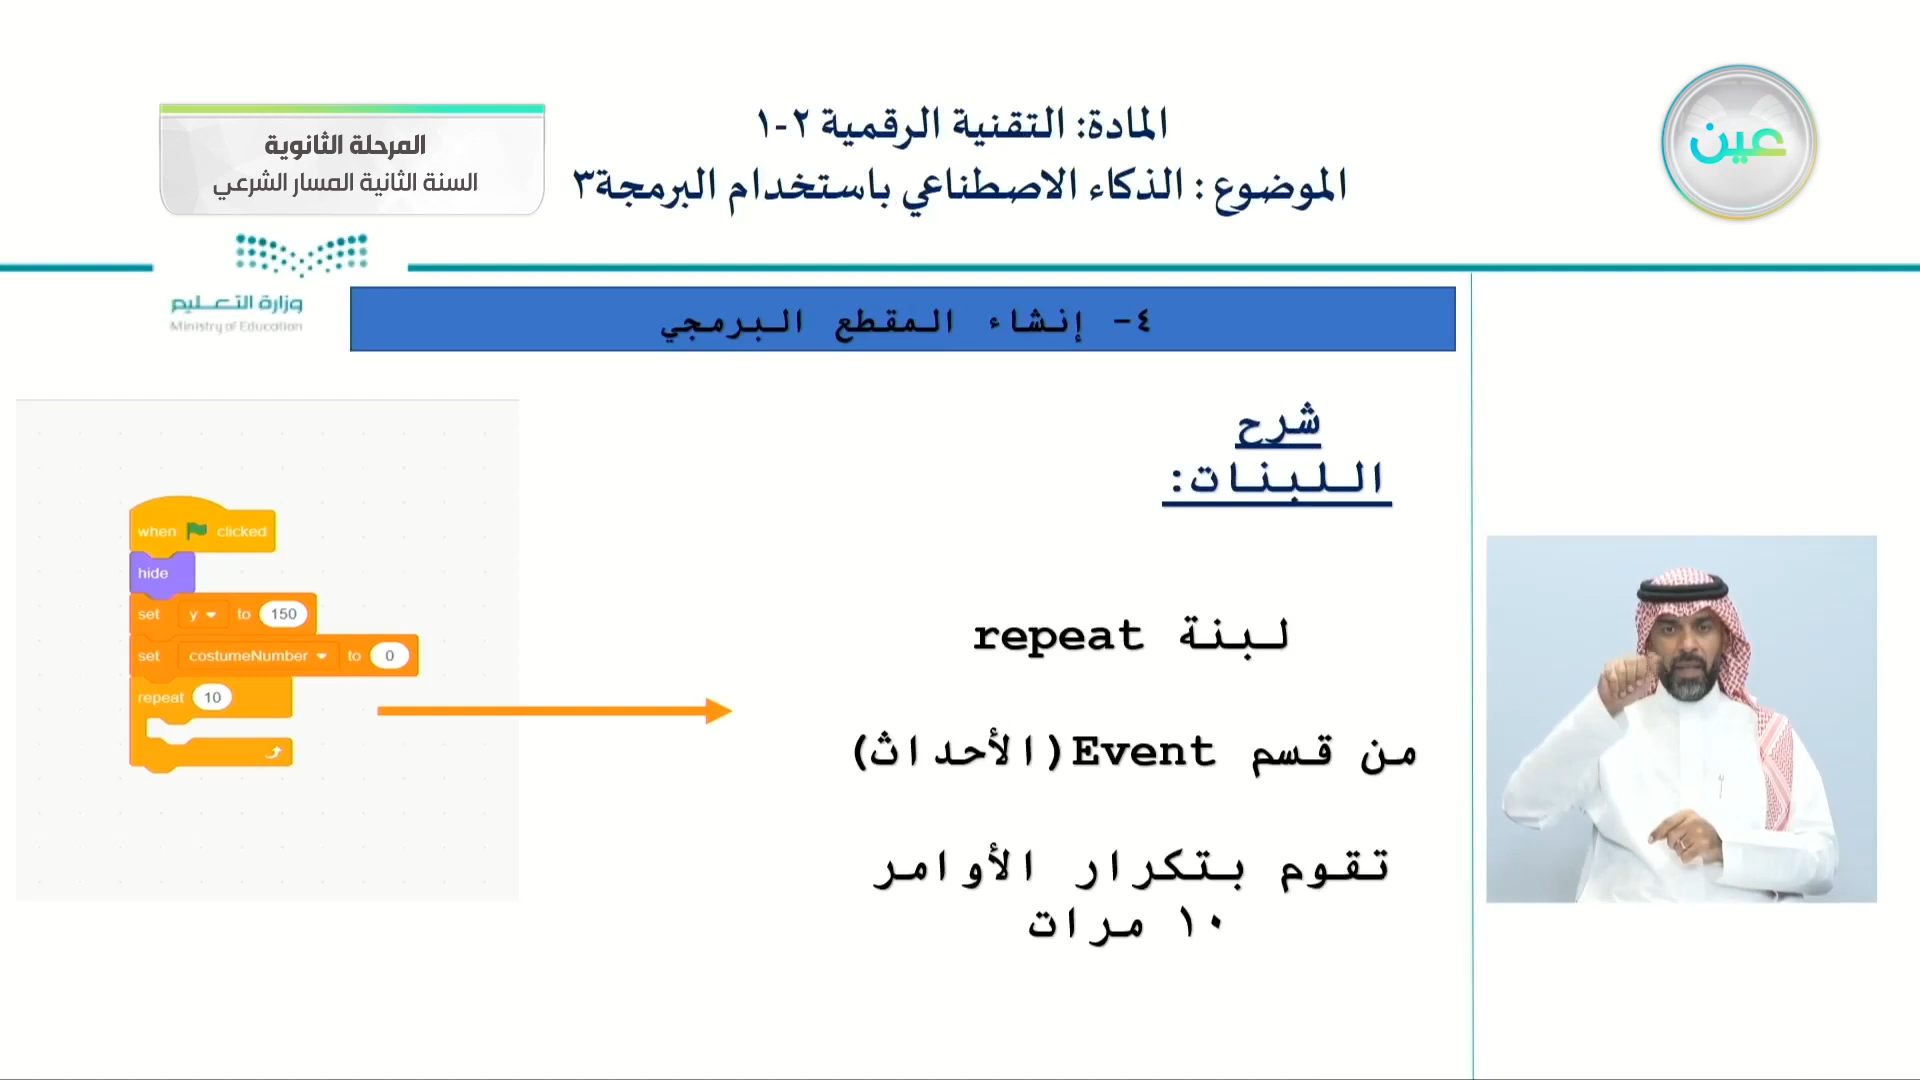 المادة: التقنية الرقمية ٢-١
الموضوع : الذكاء الاصطناعي باستخدام البرمجة٣
عين
المرحلة الثانوية
السنة الثانية المسار الشرعي
وزارة التعليم
Ministry of Education
٤- إنشاء المقطع البرمجي
شرح
اللبنات:
when clicked
hide
set y to 150
set costumeNumber to 0
repeat 10
لبنة repeat
من قسم Event (الأحداث)
تقوم بتكرار الأوامر
١٠ مرات